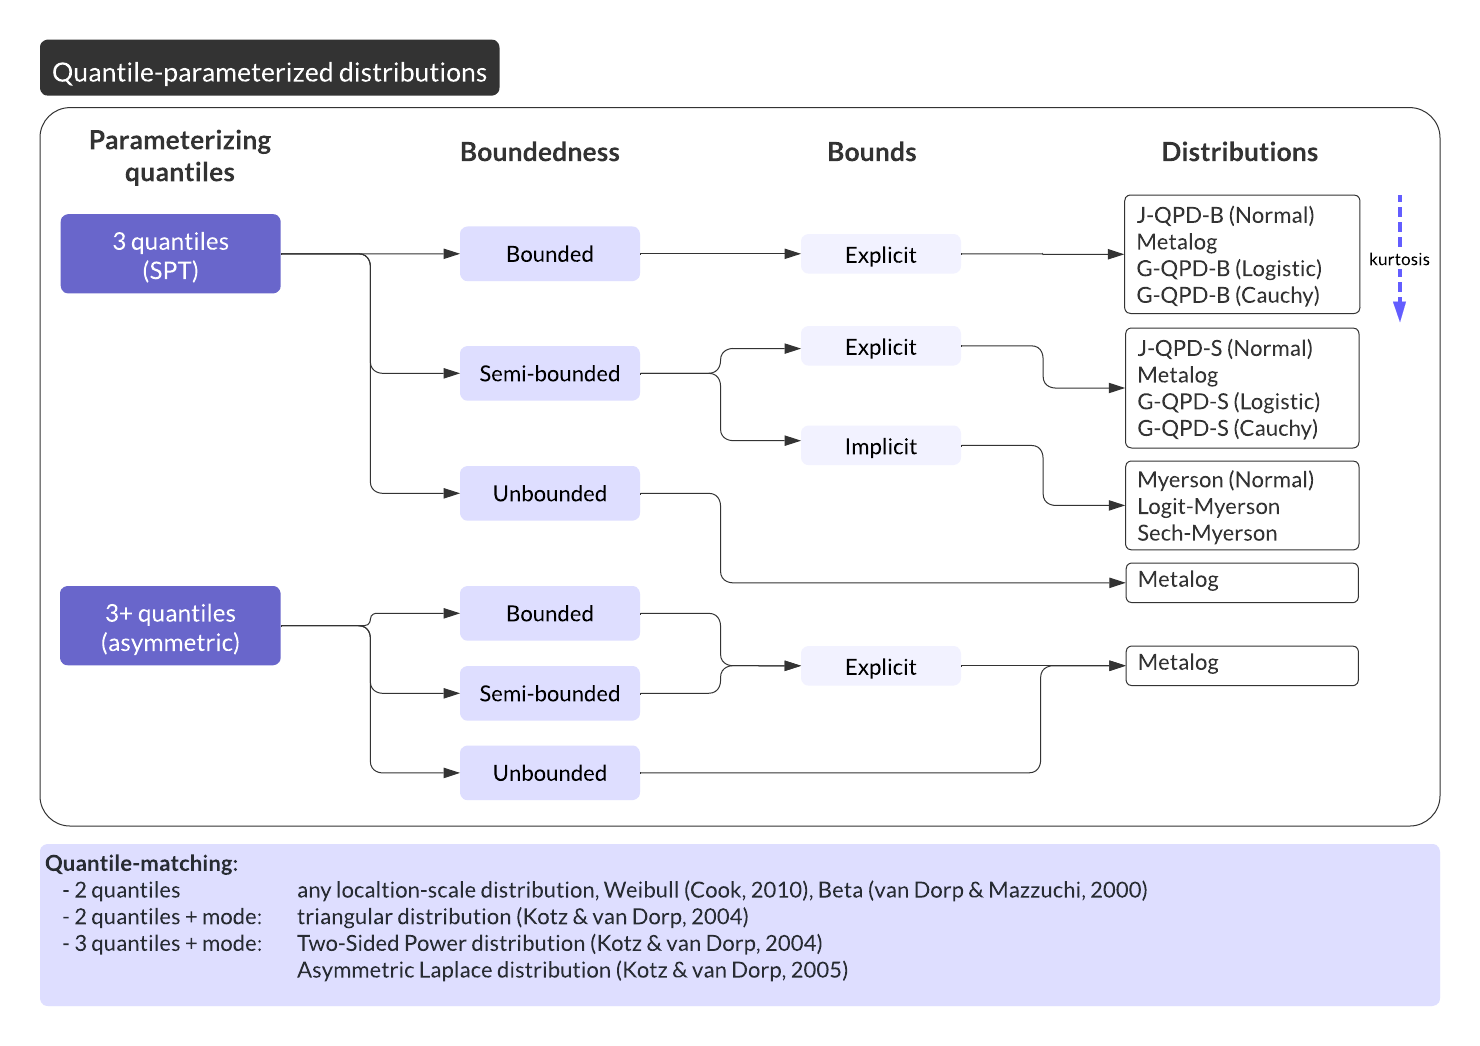 Quantile-parameterized distributions
Parameterizing
quantiles
Boundedness
Bounds
Distributions
3 quantiles
(SPT)
Bounded
Explicit
J-QPD-B (Normal)
Metalog
G-QPD-B (Logistic)
G-QPD-B (Cauchy)
kurtosis
Semi-bounded
Explicit
J-QPD-S (Normal)
Metalog
G-QPD-S (Logistic)
G-QPD-S (Cauchy)
Implicit
Myerson (Normal)
Logit-Myerson
Sech-Myerson
Unbounded
Metalog
3+ quantiles
(asymmetric)
Bounded
Semi-bounded
Explicit
Metalog
Unbounded
Quantile-matching:
- 2 quantiles any localtion-scale distribution, Weibull (Cook, 2010), Beta (van Dorp & Mazzuchi, 2000)
- 2 quantiles + mode: triangular distribution (Kotz & van Dorp, 2004)
- 3 quantiles + mode: Two-Sided Power distribution (Kotz & van Dorp, 2004)
Asymmetric Laplace distribution (Kotz & van Dorp, 2005)